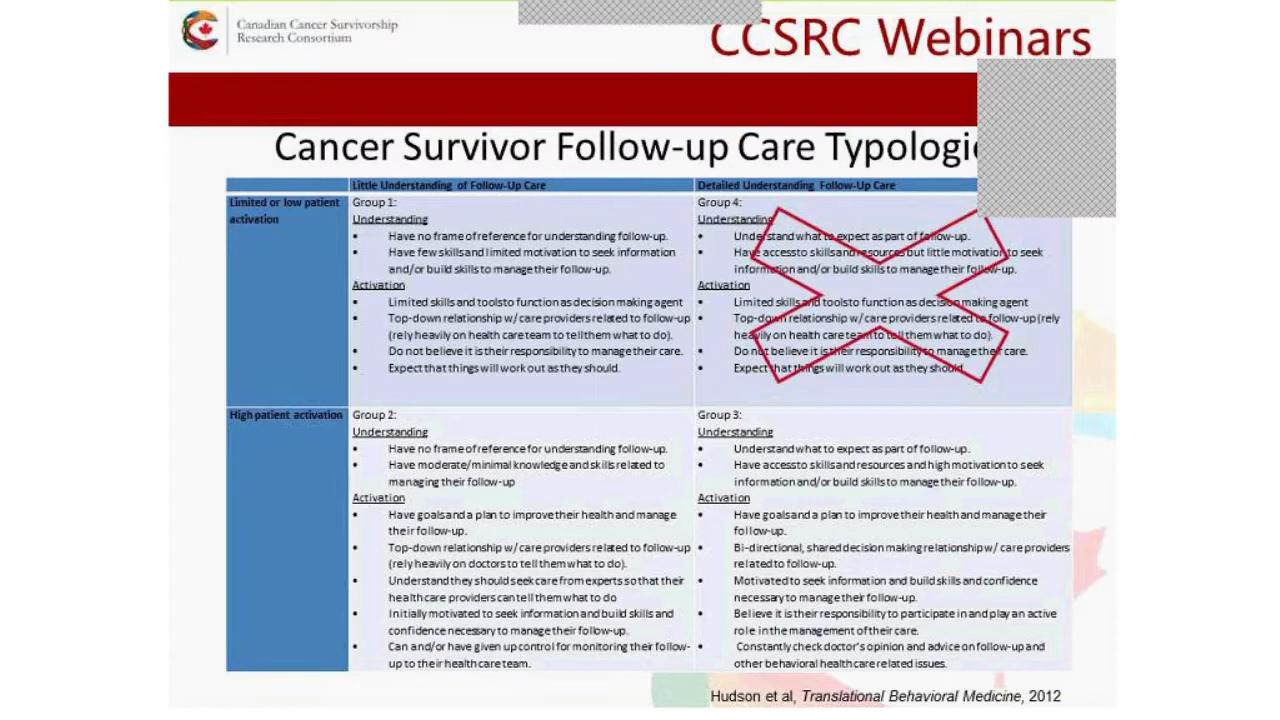 Canadian Cancer Survivorship
Research Consortium
CCSRC Webinars
Cancer Survivor Follow-up Care
Little Understanding of Follow-Up Care
Detailed Understanding Follow-Up Care
Limited or low patient
activation
Group 1:
Understanding
• Have no frame of reference for understanding follow-up.
• Have few skills and limited motivation to seek information
and/or build skills to manage their follow-up.
Activation
• Limited skills and tools to function as decision making agent
• Top-down relationship w/ care providers related to follow-up
(rely heavily on health care team to tell them what to do).
• Do not believe it is their responsibility to manage their care.
• Expect that things will work out as they should.
Group 4:
Understanding
• Understand what to expect as part of follow-up.
• Have access to skills and resources but little motivation to seek
information and/or build skills to manage their follow-up.
Activation
• Limited skills and tools to function as decision making agent
• Top-down relationship w/ care providers related to follow-up (rely
heavily on health care team to tell them what to do).
• Do not believe it is their responsibility to manage their care.
• Expect that things will work out as they should.
High patient activation
Group 2:
Understanding
• Have no frame of reference for understanding follow-up.
• Have moderate/minimal knowledge and skills related to
managing their follow-up
Activation
• Have goals and a plan to improve their health and manage
their follow-up.
• Top-down relationship w/ care providers related to follow-up
(rely heavily on doctors to tell them what to do).
• Understand they should seek care from experts so that their
health care providers can tell them what to do
• Initially motivated to seek information and build skills and
confidence necessary to manage their follow-up.
• Can and/or have given up control for monitoring their follow-
up to their health care team.
Group 3:
Understanding
• Understand what to expect as part of follow-up.
• Have access to skills and resources and high motivation to seek
information and/or build skills to manage their follow-up.
Activation
• Have goals and a plan to improve their health and manage their
follow-up.
• Bi-directional, shared decision making relationship w/ care providers
related to follow-up.
• Motivated to seek information and build skills and confidence
necessary to manage their follow-up.
• Believe it is their responsibility to participate in and play an active
role in the management of their care.
• Constantly check doctor's opinion and advice on follow-up and
other behavioral health care related issues.
Hudson et al, Translational Behavioral Medicine, 2012